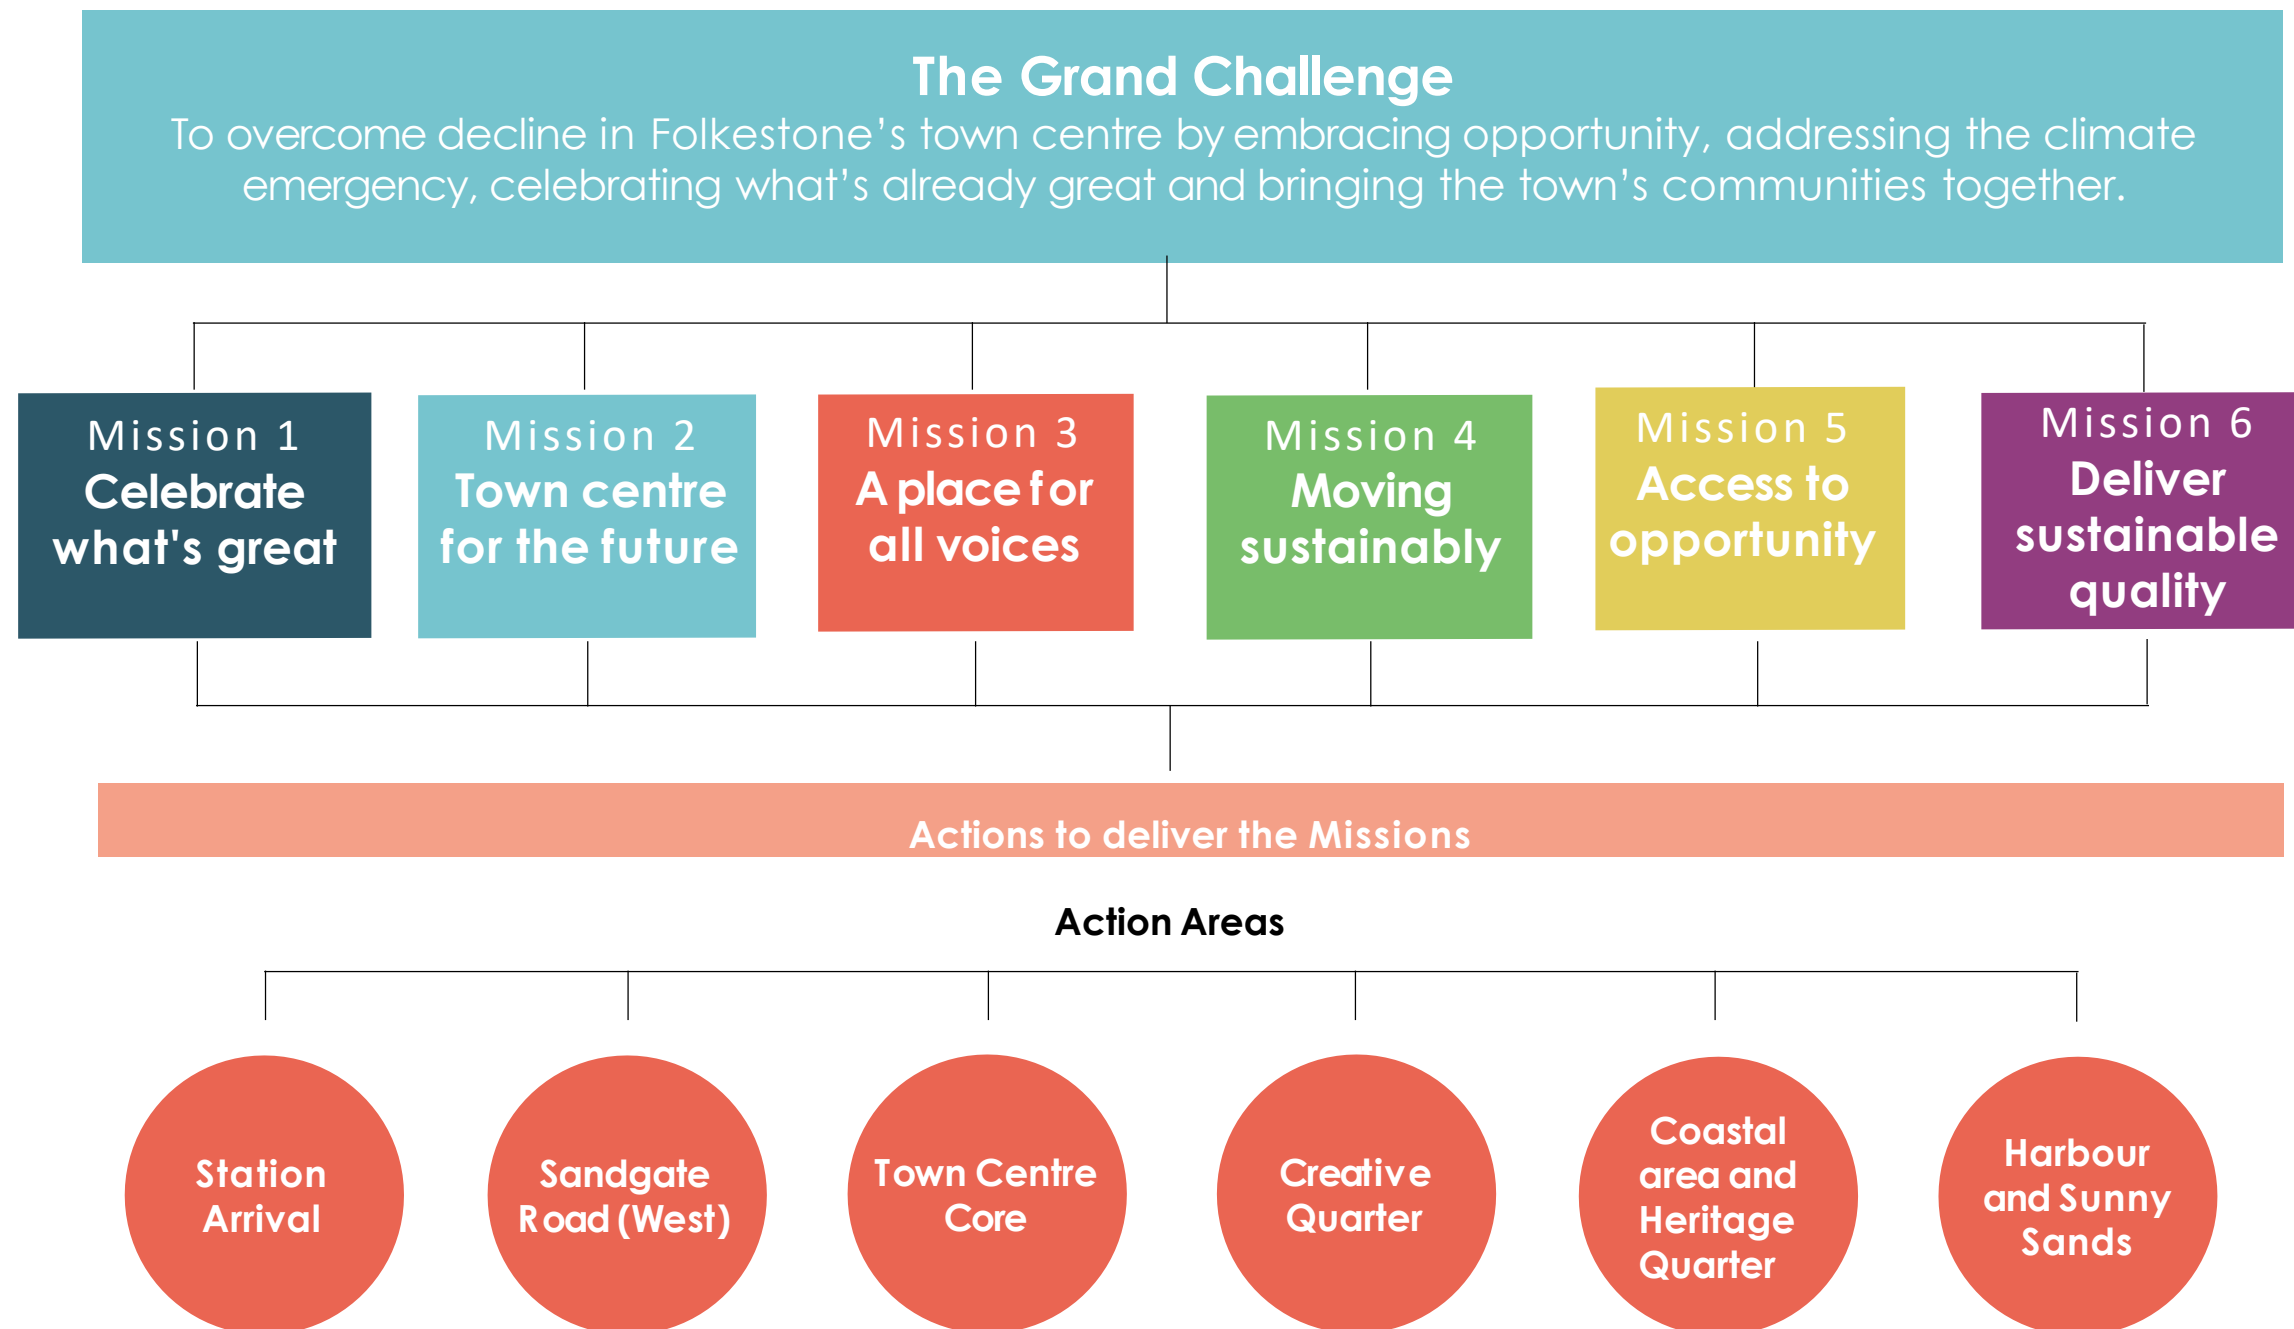 The Grand Challenge
To overcome decline in Folkestone’s town centre by embracing opportunity, addressing the climate
emergency, celebrating what’s already great and bringing the town’s communities together.
Mission 1
Celebrate
what's great
Mission 2
Town centre
for the future
Mission 3
A place for
all voices
Mission 4
Moving
sustainably
Mission 5
Access to
opportunity
Mission 6
Deliver
sustainable
quality
Actions to deliver the Missions
Action Areas
Station
Arrival
Sandgate
Road (West)
Town Centre
Core
Creative
Quarter
Coastal
area and
Heritage
Quarter
Harbour
and Sunny
Sands